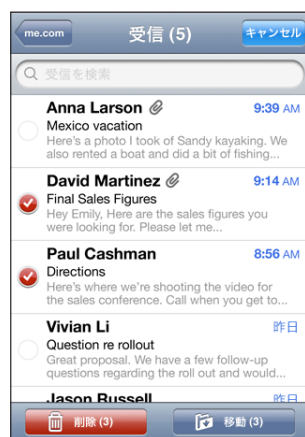 me.com
受信 (5)
キャンセル
受信を検索
Anna Larson 9:39 AM
Mexico vacation
Here's a photo I took of Sandy kayaking. We
also rented a boat and did a bit of fishing...
David Martinez 9:14 AM
Final Sales Figures
Hey Emily, Here are the sales figures you
were looking for. Please let me...
Paul Cashman 8:56 AM
Directions
Here's where we're shooting the video for
the sales conference. Call when you get to...
Vivian Li 昨日
Question re rollout
Great proposal. We have a few follow-up
questions regarding the roll out and would...
Jason Russell 昨日
削除 (3)
移動 (3)